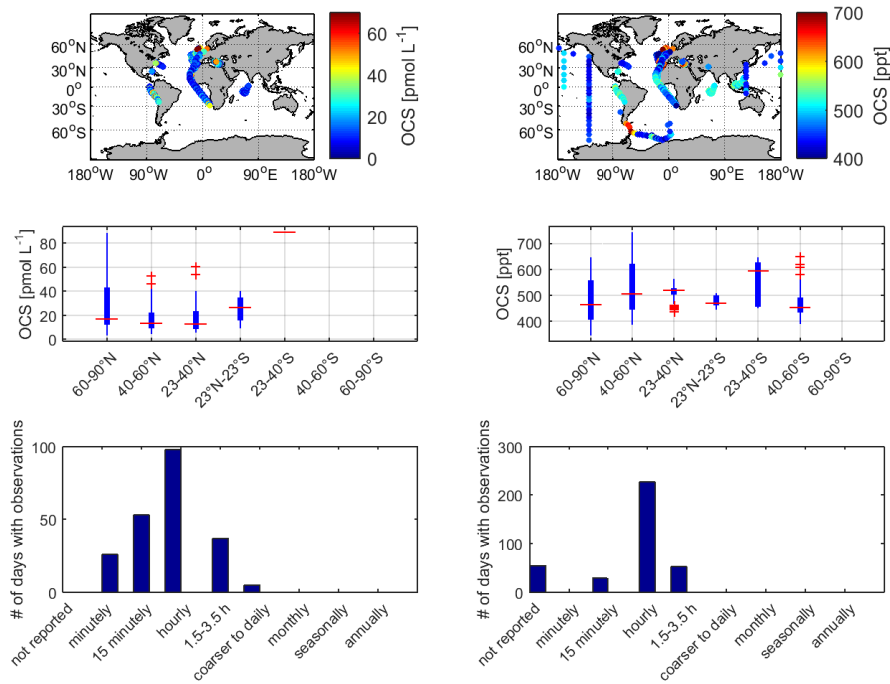 60°N
30°N
0°
30°S
60°S
180°W
90°W
0°
90°E
180°W
60
40
20
0
OCS [pmol L-1]
60°N
30°N
0°
30°S
60°S
180°W
90°W
0°
90°E
180°W
700
600
500
400
OCS [ppt]
OCS [pmol L-1]
80
60
40
20
0
60-90°N
40-60°N
23-40°N
23°N-23°S
23-40°S
40-60°S
60-90°S
OCS [ppt]
700
600
500
400
60-90°N
40-60°N
23-40°N
23°N-23°S
23-40°S
40-60°S
60-90°S
# of days with observations
100
50
0
not reported
minutely
15 minutely
hourly
1.5-3.5 h
coarser to daily
monthly
seasonally
annually
# of days with observations
300
200
100
0
not reported
minutely
15 minutely
hourly
1.5-3.5 h
coarser to daily
monthly
seasonally
annually